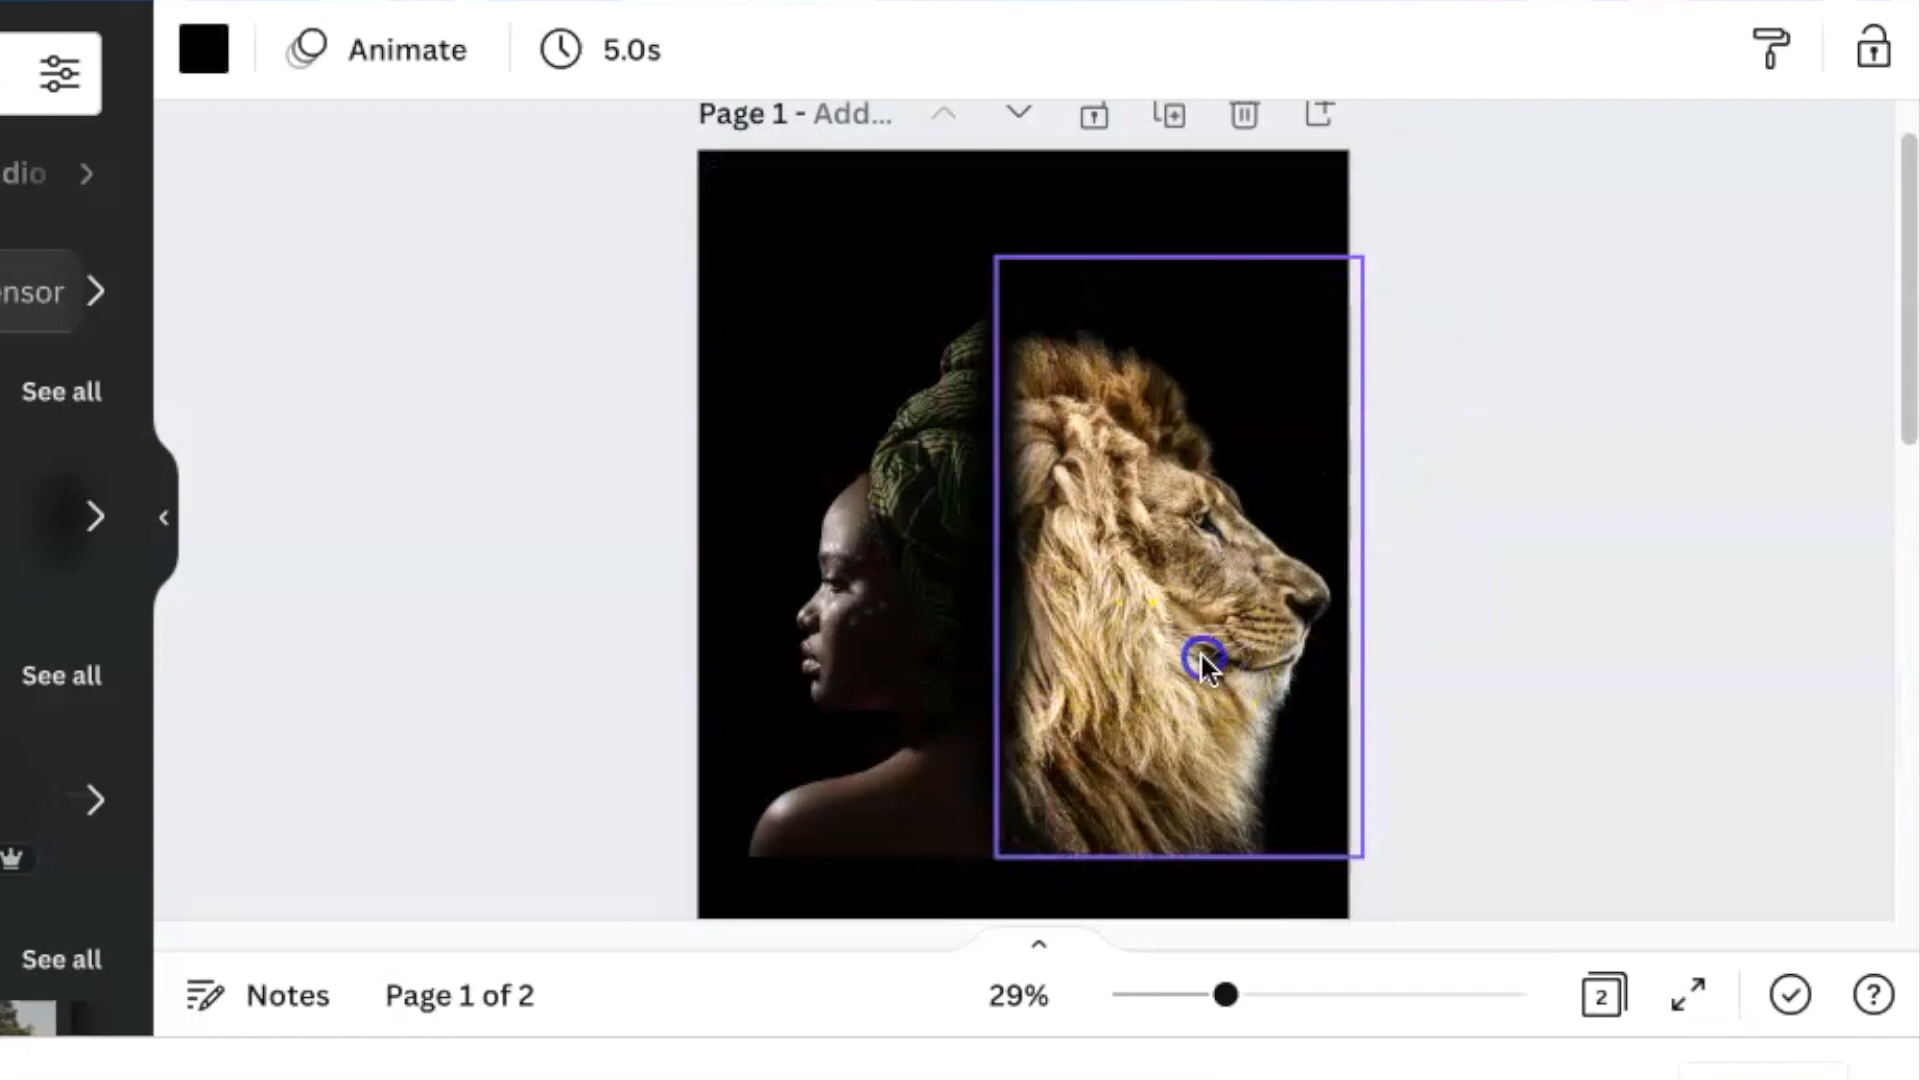 Animate
5.0s
dio
Page 1 - Add...
ensor
See all
See all
See all
Notes
Page 1 of 2
29%
2